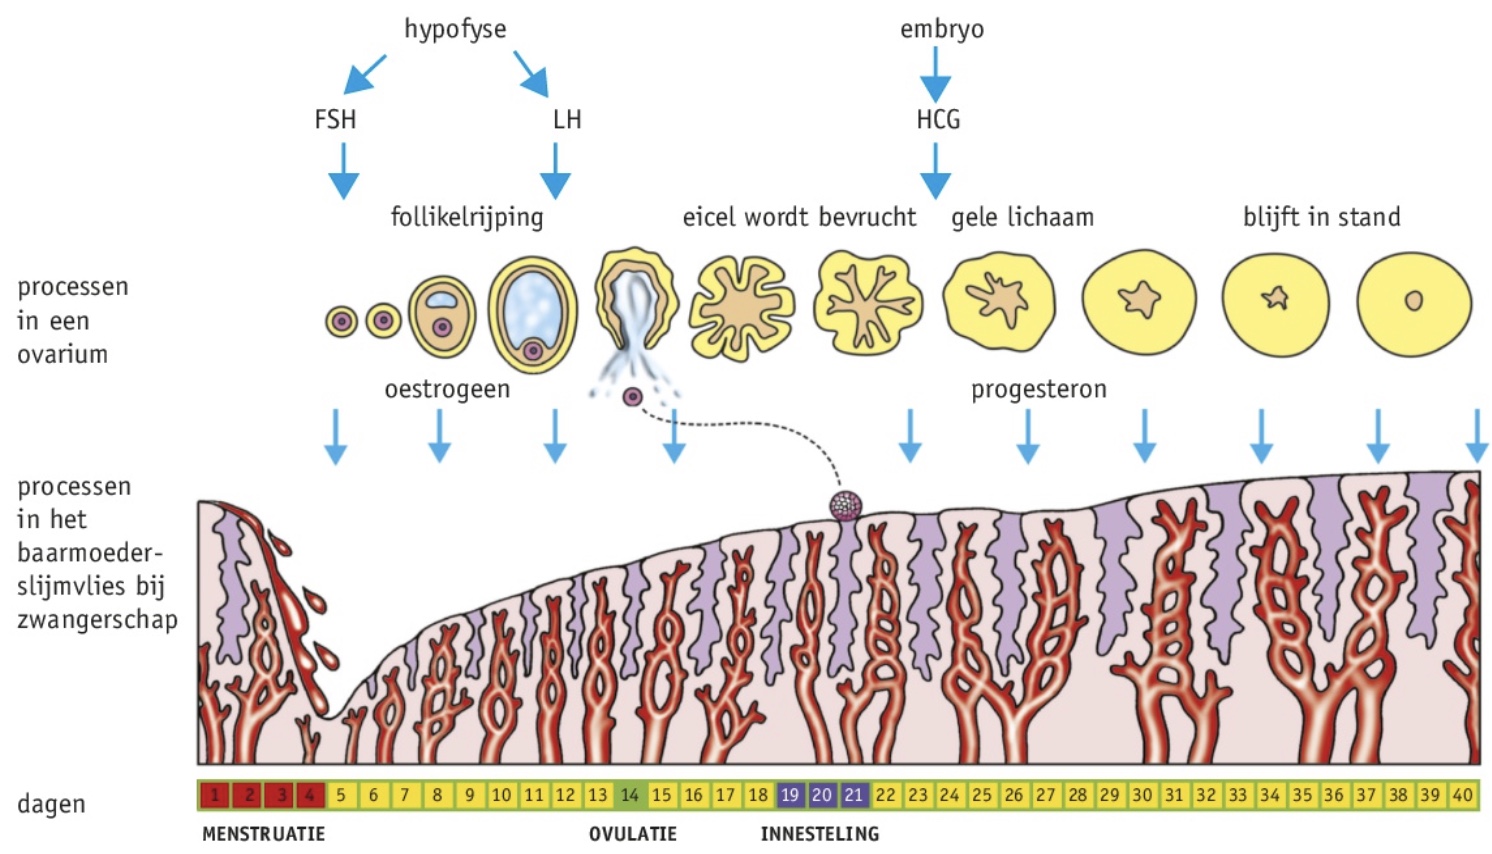 hypofyse
embryo
FSH
LH
HCG
follikelrijping
eicel wordt bevrucht
gele lichaam
blijft in stand
processen
in een
ovarium
oestrogeen
progesteron
processen
in het
baarmoeder-
slijmvlies bij
zwangerschap
dagen
1 2 3 4 5 6 7 8 9 10 11 12 13 14 15 16 17 18 19 20 21 22 23 24 25 26 27 28 29 30 31 32 33 34 35 36 37 38 39 40
MENSTRUATIE
OVULATIE
INNESTELING